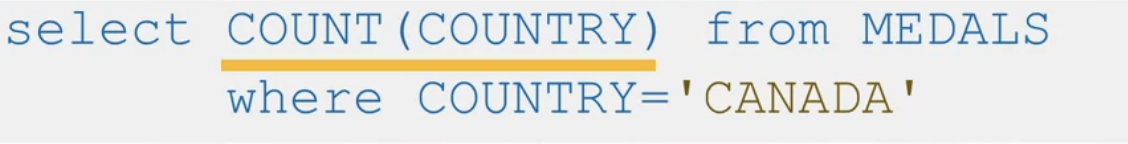 select COUNT(COUNTRY) from MEDALS
where COUNTRY='CANADA'